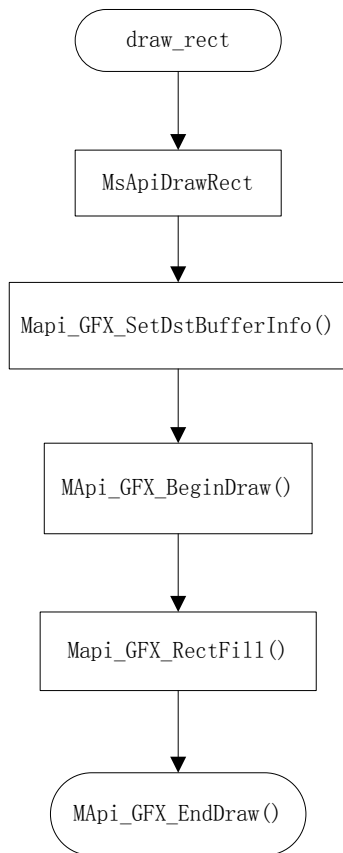 draw_rect
MsApiDrawRect
Mapi_GFX_SetDstBufferInfo()
MApi_GFX_BeginDraw()
Mapi_GFX_RectFill()
MApi_GFX_EndDraw()